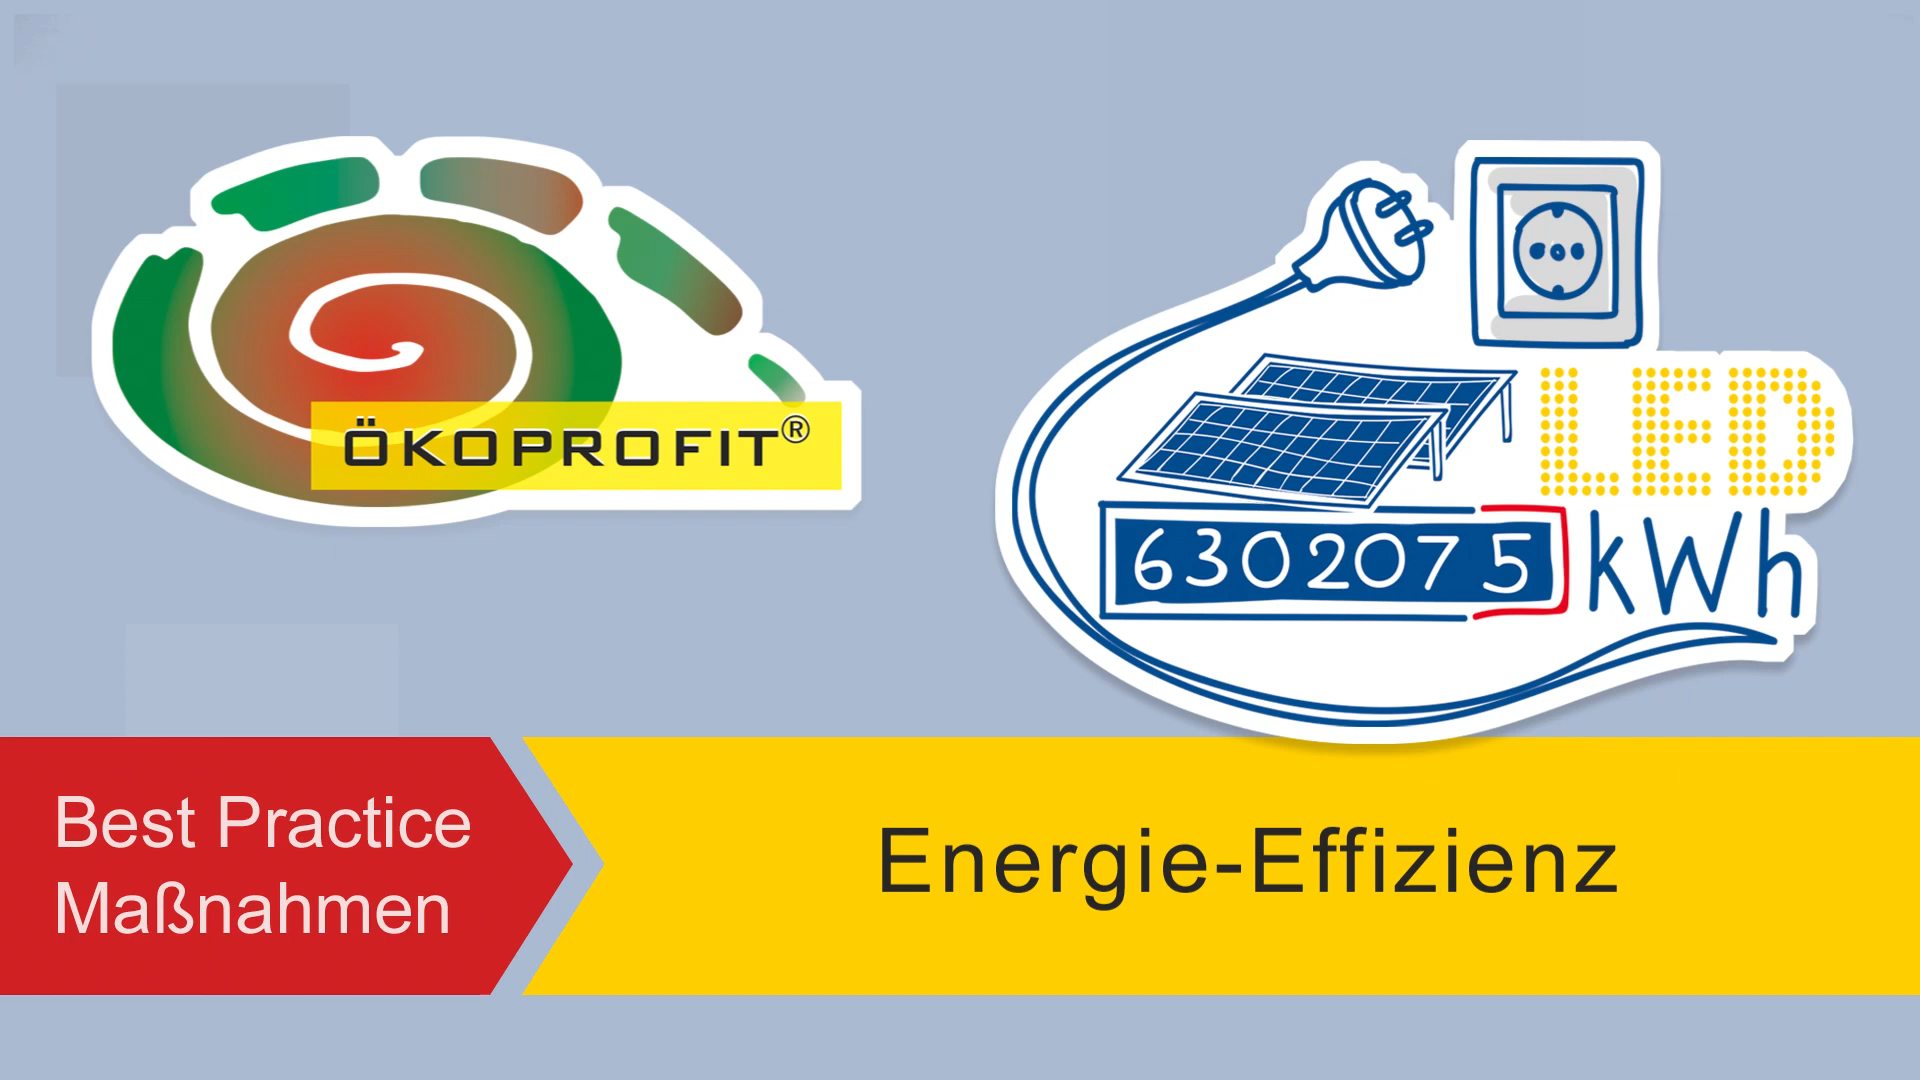 ÖKOPROFIT®
LED
6302075 kWh
Best Practice
Maßnahmen
Energie-Effizienz